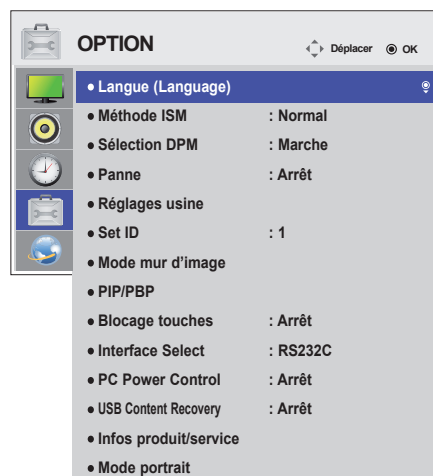 OPTION
Déplacer OK
• Langue (Language)
• Méthode ISM : Normal
• Sélection DPM : Marche
• Panne : Arrêt
• Réglages usine
• Set ID : 1
• Mode mur d’image
• PIP/PBP
• Blocage touches : Arrêt
• Interface Select : RS232C
• PC Power Control : Arrêt
• USB Content Recovery : Arrêt
• Infos produit/service
• Mode portrait